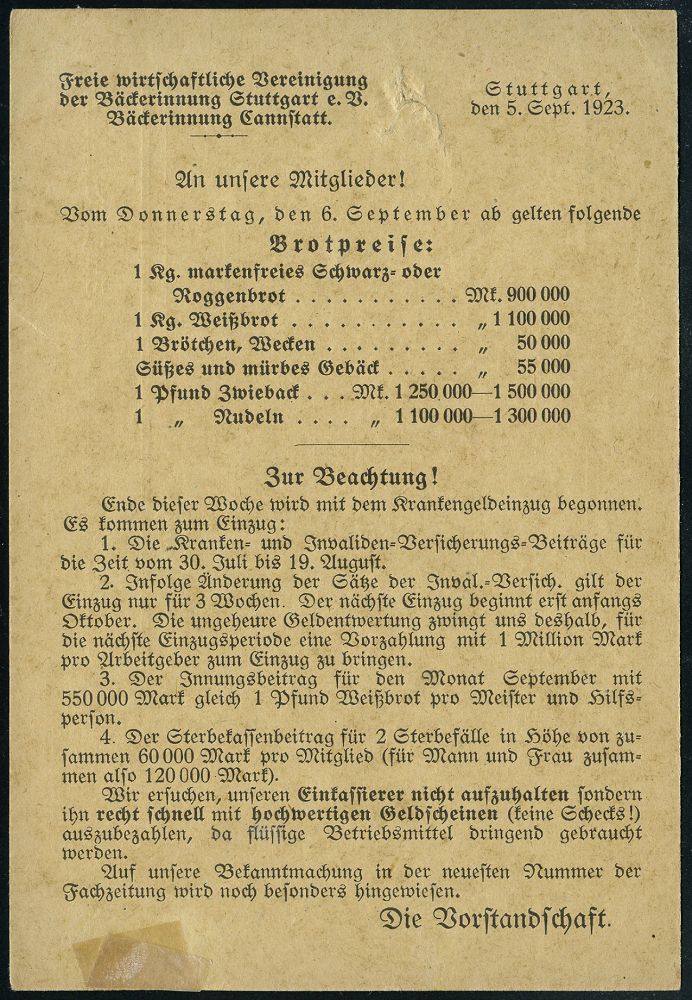 Freie wirtschaftliche Vereinigung
der Bäckerinnung Stuttgart e. V.
Bäckerinnung Cannstatt.
Stuttgart,
den 5. Sept. 1923.
An unsere Mitglieder!
Vom Donnerstag, den 6. September ab gelten folgende
Brotpreise:
1 Kg. markenfreies Schwarz- oder
Roggenbrot . . . . . . . . . . . Mk. 900 000
1 Kg. Weißbrot . . . . . . . . . . . „ 1 100 000
1 Brötchen, Wecken . . . . . . . . . „ 50 000
Süßes und mürbes Gebäck . . . . . „ 55 000
1 Pfund Zwieback . . . Mk. 1 250 000—1 500 000
1 „ Nudeln . . . . „ 1 100 000—1 300 000
Zur Beachtung!
Ende dieser Woche wird mit dem Krankengeldeinzug begonnen.
Es kommen zum Einzug:
1. Die Kranken- und Invaliden-Versicherungs-Beiträge für
die Zeit vom 30. Juli bis 19. August.
2. Infolge Änderung der Sätze der Inval.-Versich. gilt der
Einzug nur für 3 Wochen. Der nächste Einzug beginnt erst anfangs
Oktober. Die ungeheure Geldentwertung zwingt uns deshalb, für
die nächste Einzugsperiode eine Vorzahlung mit 1 Million Mark
pro Arbeitgeber zum Einzug zu bringen.
3. Der Innungsbeitrag für den Monat September mit
550 000 Mark gleich 1 Pfund Weißbrot pro Meister und Hilfs-
person.
4. Der Sterbekassenbeitrag für 2 Sterbefälle in Höhe von zu-
sammen 60 000 Mark pro Mitglied (für Mann und Frau zusam-
men also 120 000 Mark).
Wir ersuchen, unseren Einkassierer nicht aufzuhalten sondern
ihn recht schnell mit hochwertigen Geldscheinen (keine Schecks!)
auszubezahlen, da flüssige Betriebsmittel dringend gebraucht
werden.
Auf unsere Bekanntmachung in der neuesten Nummer der
Fachzeitung wird noch besonders hingewiesen.
Die Vorstandschaft.